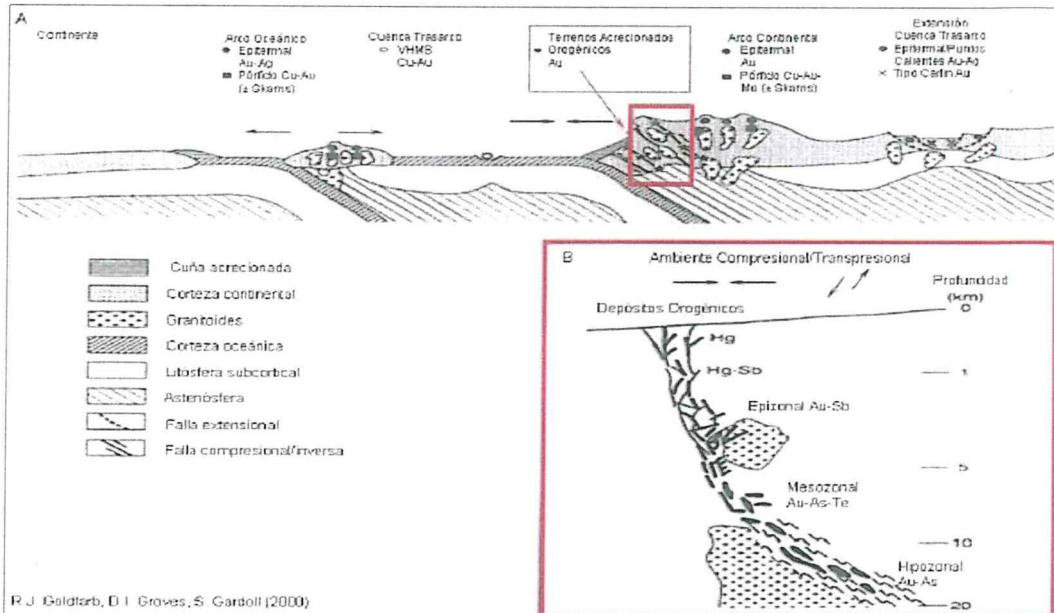 A
Continente
Arco Oceánico
Epitermal
Au-Ag
Pórfido Cu-Au
(± Skarns)
Cuenca Trasarco
VHMS
Cu-Au
Terrenos Acrecionados
Orogénicos
Au
Arco Continental
Epitermal
Au
Pórfido Cu-Au-
Mo (± Skarns)
Extensión
Cuenca Trasarco
Epitermal/Puntos
Calientes Au-Ag
Tipo Carlin Au
Cuña acrecionada
Corteza continental
Granitoides
Corteza oceánica
Litósfera subcortical
Astenósfera
Falla extensional
Falla compresional/inversa
R.J. Goldfarb, D.I. Groves, S. Gardoll (2000)
B
Ambiente Compresional/Transpresional
Profundidad
(km)
0
Depósitos Orogénicos
Hg
Hg-Sb
1
Epizonal Au-Sb
5
Mesozonal
Au-As-Te
10
Hipozonal
Au-As
20